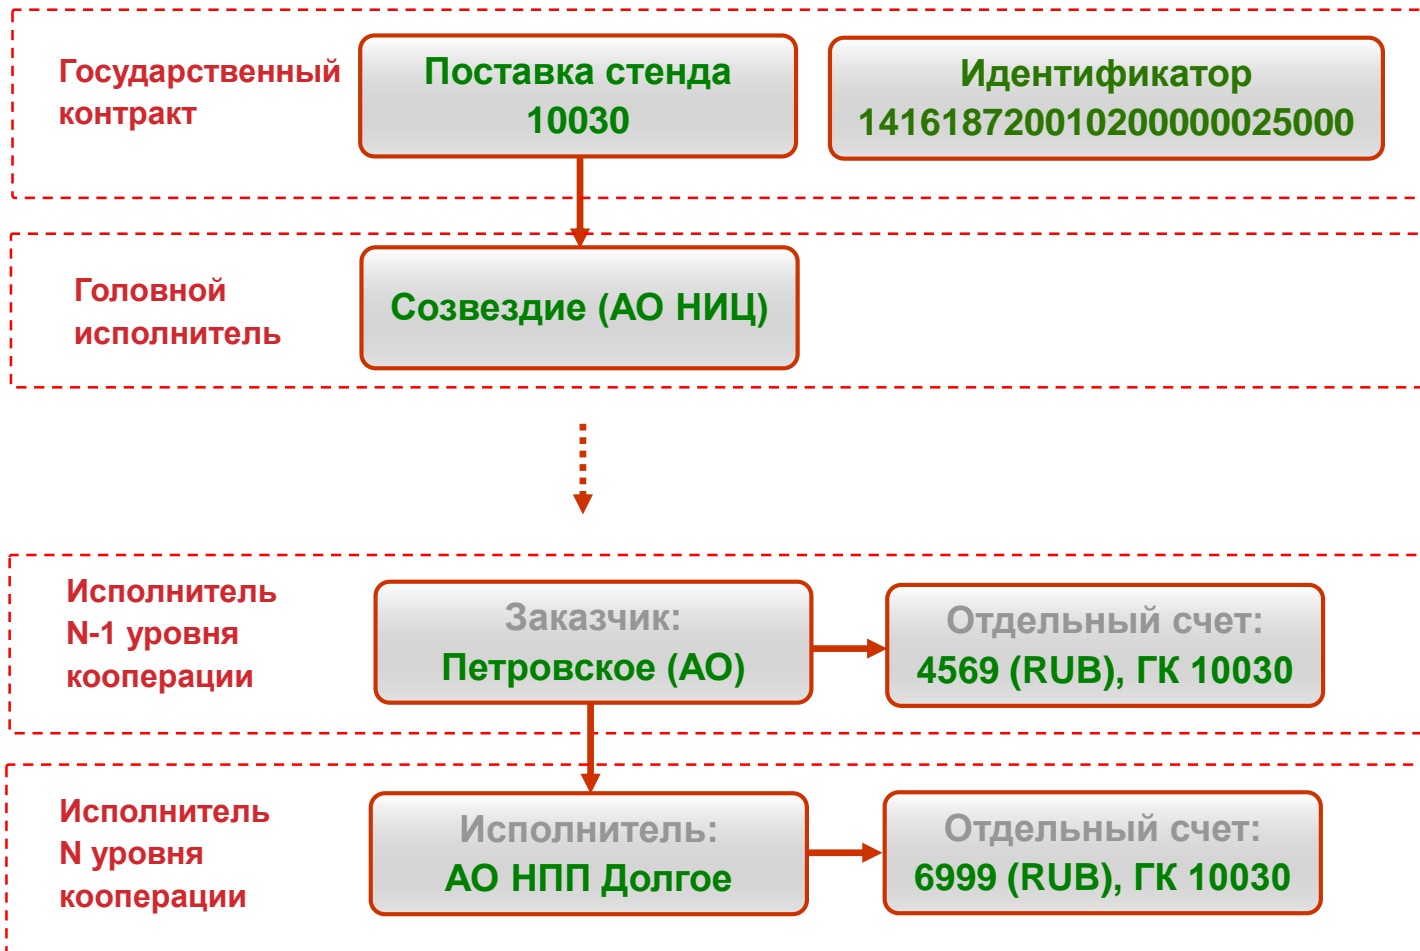 Государственный
контракт
Поставка стенда
10030
Идентификатор
1416187200102000000025000
Головной
исполнитель
Созвездие (АО НИЦ)
Исполнитель
N-1 уровня
кооперации
Заказчик:
Петровское (АО)
Отдельный счет:
4569 (RUB), ГК 10030
Исполнитель
N уровня
кооперации
Исполнитель:
АО НПП Долгое
Отдельный счет:
6999 (RUB), ГК 10030